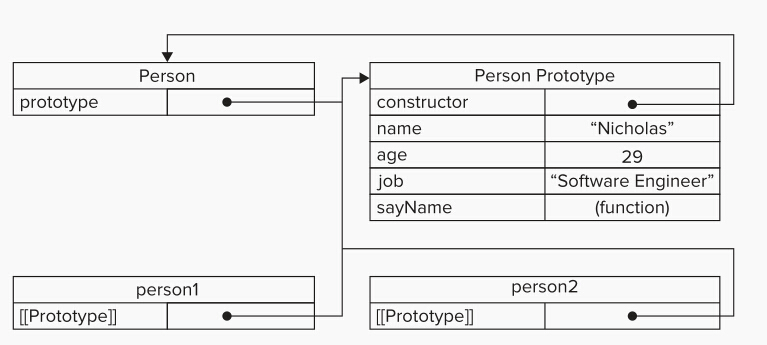 Person
prototype
Person Prototype
constructor
name “Nicholas”
age 29
job “Software Engineer”
sayName (function)
person1
[[Prototype]]
person2
[[Prototype]]